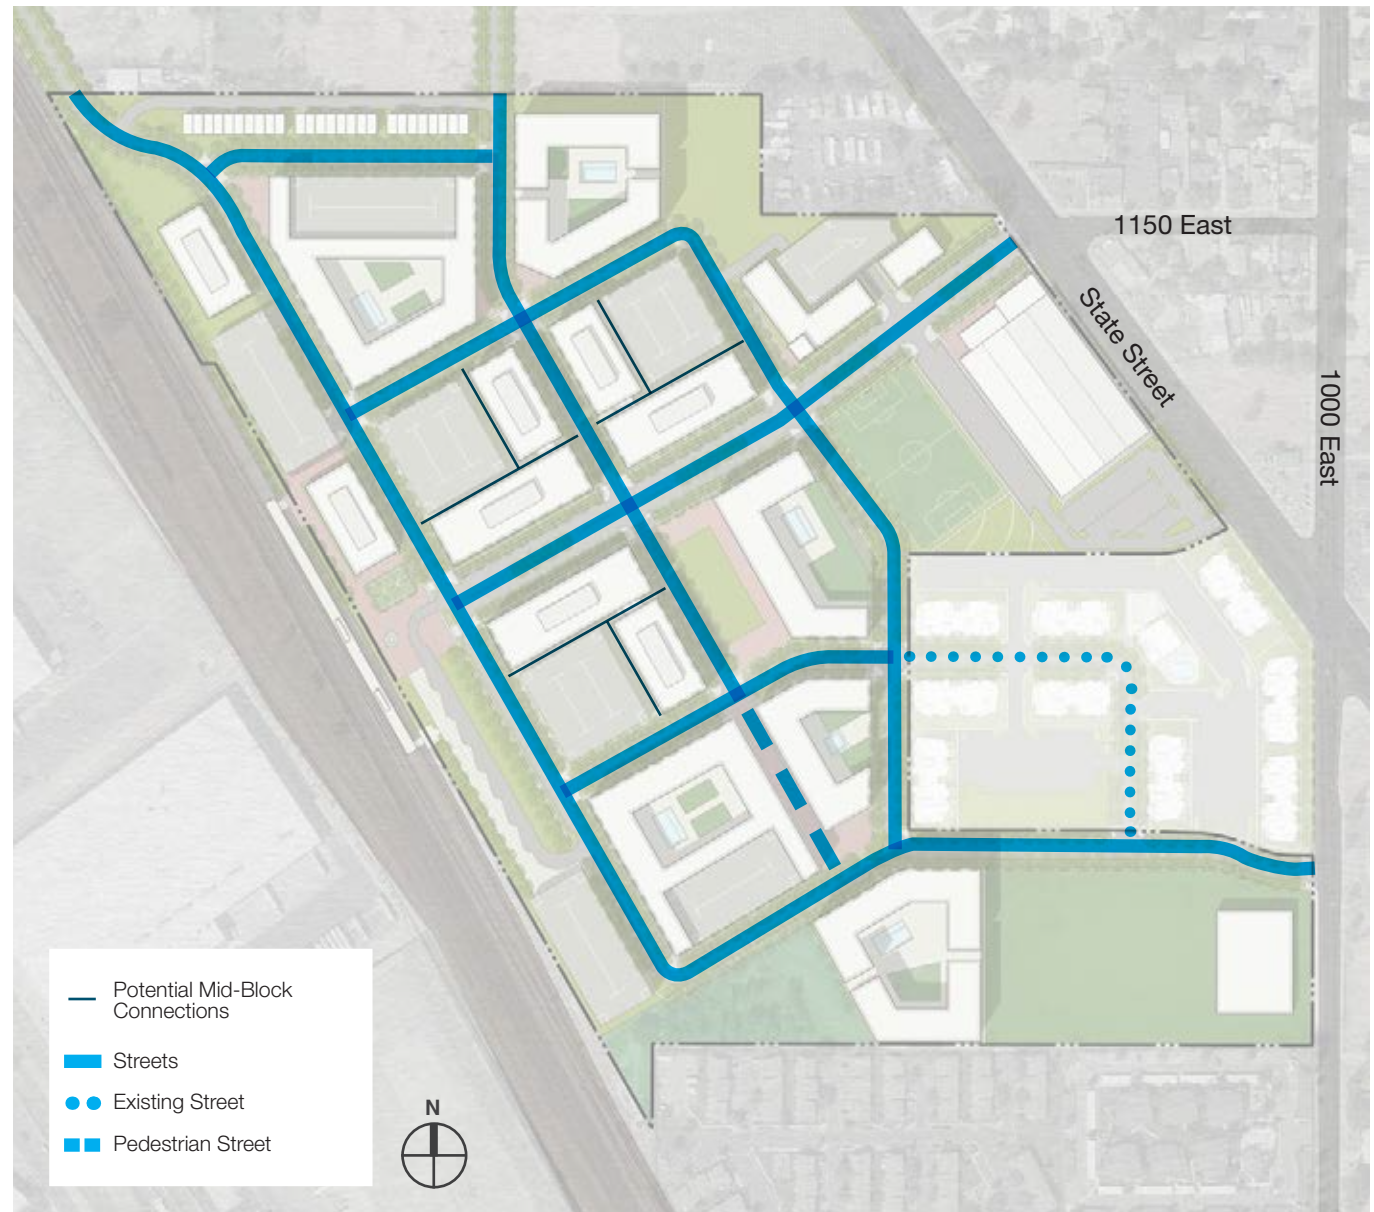 1150 East
State Street
1000 East
Potential Mid-Block
Connections
Streets
Existing Street
Pedestrian Street
N